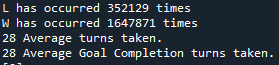 L has occurred 352129 times
W has occurred 1647871 times
28 Average turns taken.
28 Average Goal Completion turns taken.